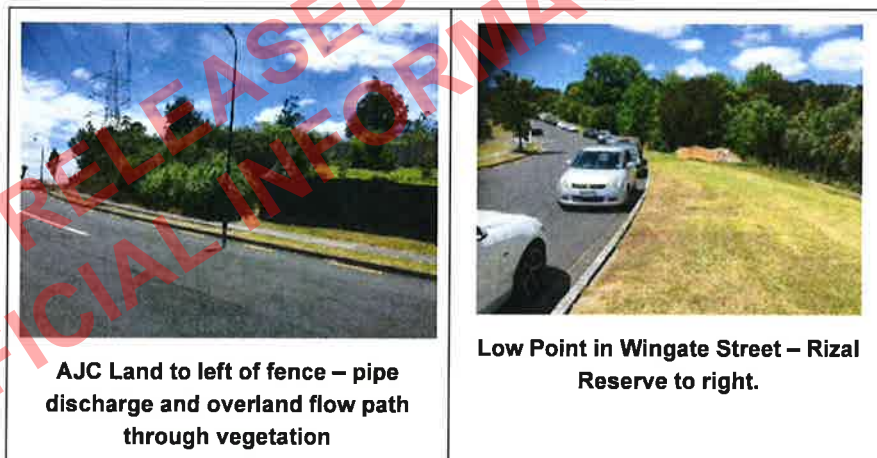 RELEASED
OFFICIAL INFORMA
AJC Land to left of fence – pipe
discharge and overland flow path
through vegetation
Low Point in Wingate Street – Rizal
Reserve to right.